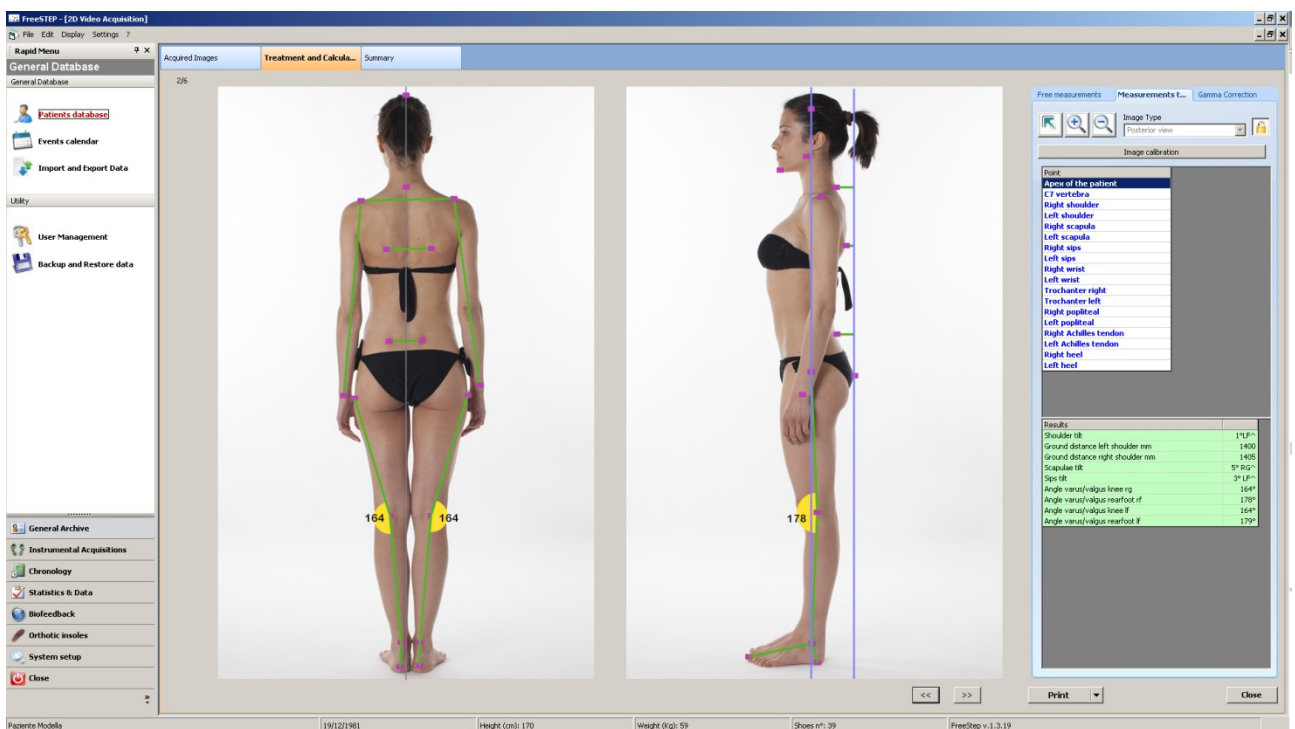 FreeSTEP - [2D Video Acquisition]
File Edit Display Settings ?
Rapid Menu
General Database
General Database
Patients database
Events calendar
Import and Export Data
Utility
User Management
Backup and Restore data
General Archive
Instrumental Acquisitions
Chronology
Statistics & Data
Biofeedback
Orthotic insoles
System setup
Close
Acquired Images Treatment and Calcula... Summary
2/6
164 164
178
Free measurements Measurements t... Gamma Correction
Image Type
Posterior view
Image calibration
Point
Apex of the patient
C7 vertebra
Right shoulder
Left shoulder
Right scapula
Left scapula
Right sips
Left sips
Right wrist
Left wrist
Trochanter right
Trochanter left
Right popliteal
Left popliteal
Right Achilles tendon
Left Achilles tendon
Right heel
Left heel
Results
Shoulder tilt 1°LF^
Ground distance left shoulder mm 1400
Ground distance right shoulder mm 1405
Scapulae tilt 5° RG^
Sips tilt 3° LF^
Angle varus/valgus knee rg 164°
Angle varus/valgus rearfoot rf 178°
Angle varus/valgus knee lf 164°
Angle varus/valgus rearfoot lf 179°
<< >> Print Close
Paziente Modella 19/12/1981 Height (cm): 170 Weight (Kg): 59 Shoes n°: 39 FreeStep v.1.3.19